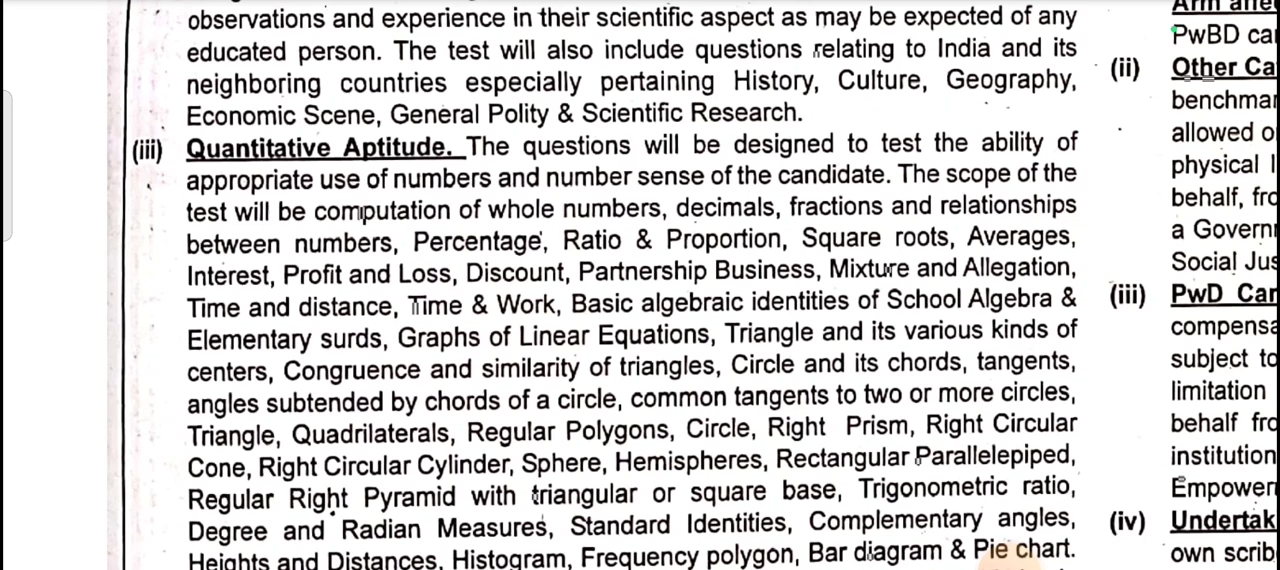 observations and experience in their scientific aspect as may be expected of any
educated person. The test will also include questions relating to India and its
neighboring countries especially pertaining History, Culture, Geography,
Economic Scene, General Polity & Scientific Research.
(iii) Quantitative Aptitude. The questions will be designed to test the ability of
appropriate use of numbers and number sense of the candidate. The scope of the
test will be computation of whole numbers, decimals, fractions and relationships
between numbers, Percentage, Ratio & Proportion, Square roots, Averages,
Interest, Profit and Loss, Discount, Partnership Business, Mixture and Allegation,
Time and distance, Time & Work, Basic algebraic identities of School Algebra &
Elementary surds, Graphs of Linear Equations, Triangle and its various kinds of
centers, Congruence and similarity of triangles, Circle and its chords, tangents,
angles subtended by chords of a circle, common tangents to two or more circles,
Triangle, Quadrilaterals, Regular Polygons, Circle, Right Prism, Right Circular
Cone, Right Circular Cylinder, Sphere, Hemispheres, Rectangular Parallelepiped,
Regular Right Pyramid with triangular or square base, Trigonometric ratio,
Degree and Radian Measures, Standard Identities, Complementary angles,
Heights and Distances, Histogram, Frequency polygon, Bar diagram & Pie chart.
PwBD ca
(ii) Other Ca
benchma
allowed o
physical
behalf, fro
a Govern
Social Jus
(iii) PwD Ca
compensa
subject to
limitation
behalf fro
institution
Empower
(iv) Undertak
own scrib